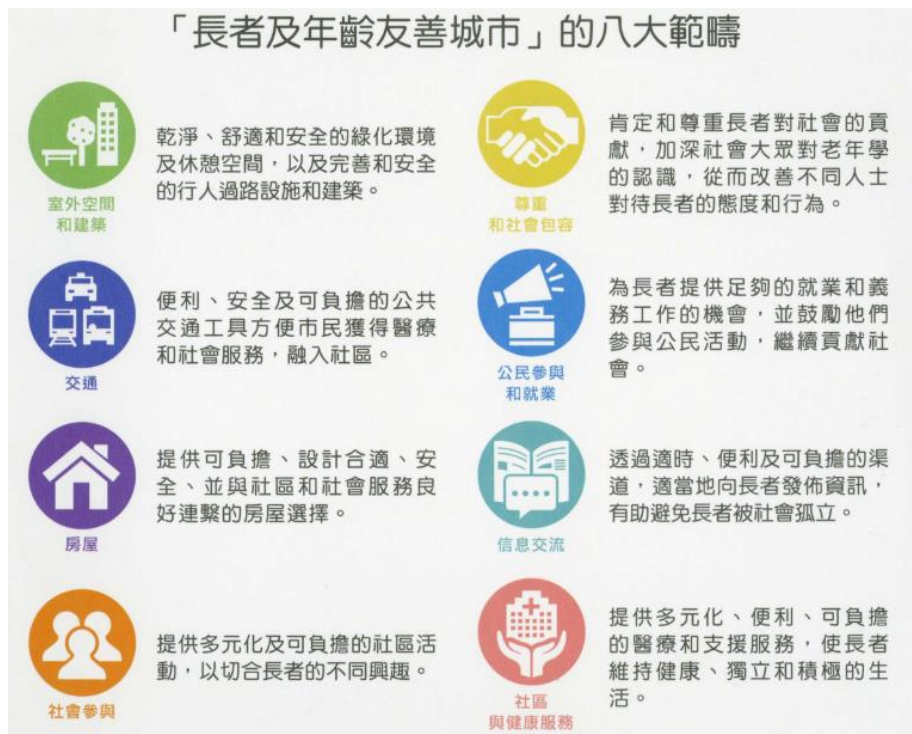 「長者及年齡友善城市」的八大範疇
乾淨、舒適和安全的綠化環境
及休憩空間，以及完善和安全
的行人過路設施和建築。
室外空間
和建築
便利、安全及可負擔的公共
交通工具方便市民獲得醫療
和社會服務，融入社區。
交通
提供可負擔、設計合適、安
全、並與社區和社會服務良
好連繫的房屋選擇。
房屋
提供多元化及可負擔的社區活
動，以切合長者的不同興趣。
社會參與
肯定和尊重長者對社會的貢
獻，加深社會大眾對老年學
的認識，從而改善不同人士
對待長者的態度和行為。
尊重
和社會包容
為長者提供足夠的就業和義
務工作的機會，並鼓勵他們
參與公民活動，繼續貢獻社
會。
公民參與
和就業
透過適時、便利及可負擔的渠
道，適當地向長者發佈資訊，
有助避免長者被社會孤立。
信息交流
提供多元化、便利、可負擔
的醫療和支援服務，使長者
維持健康、獨立和積極的生
活。
社區
與健康服務